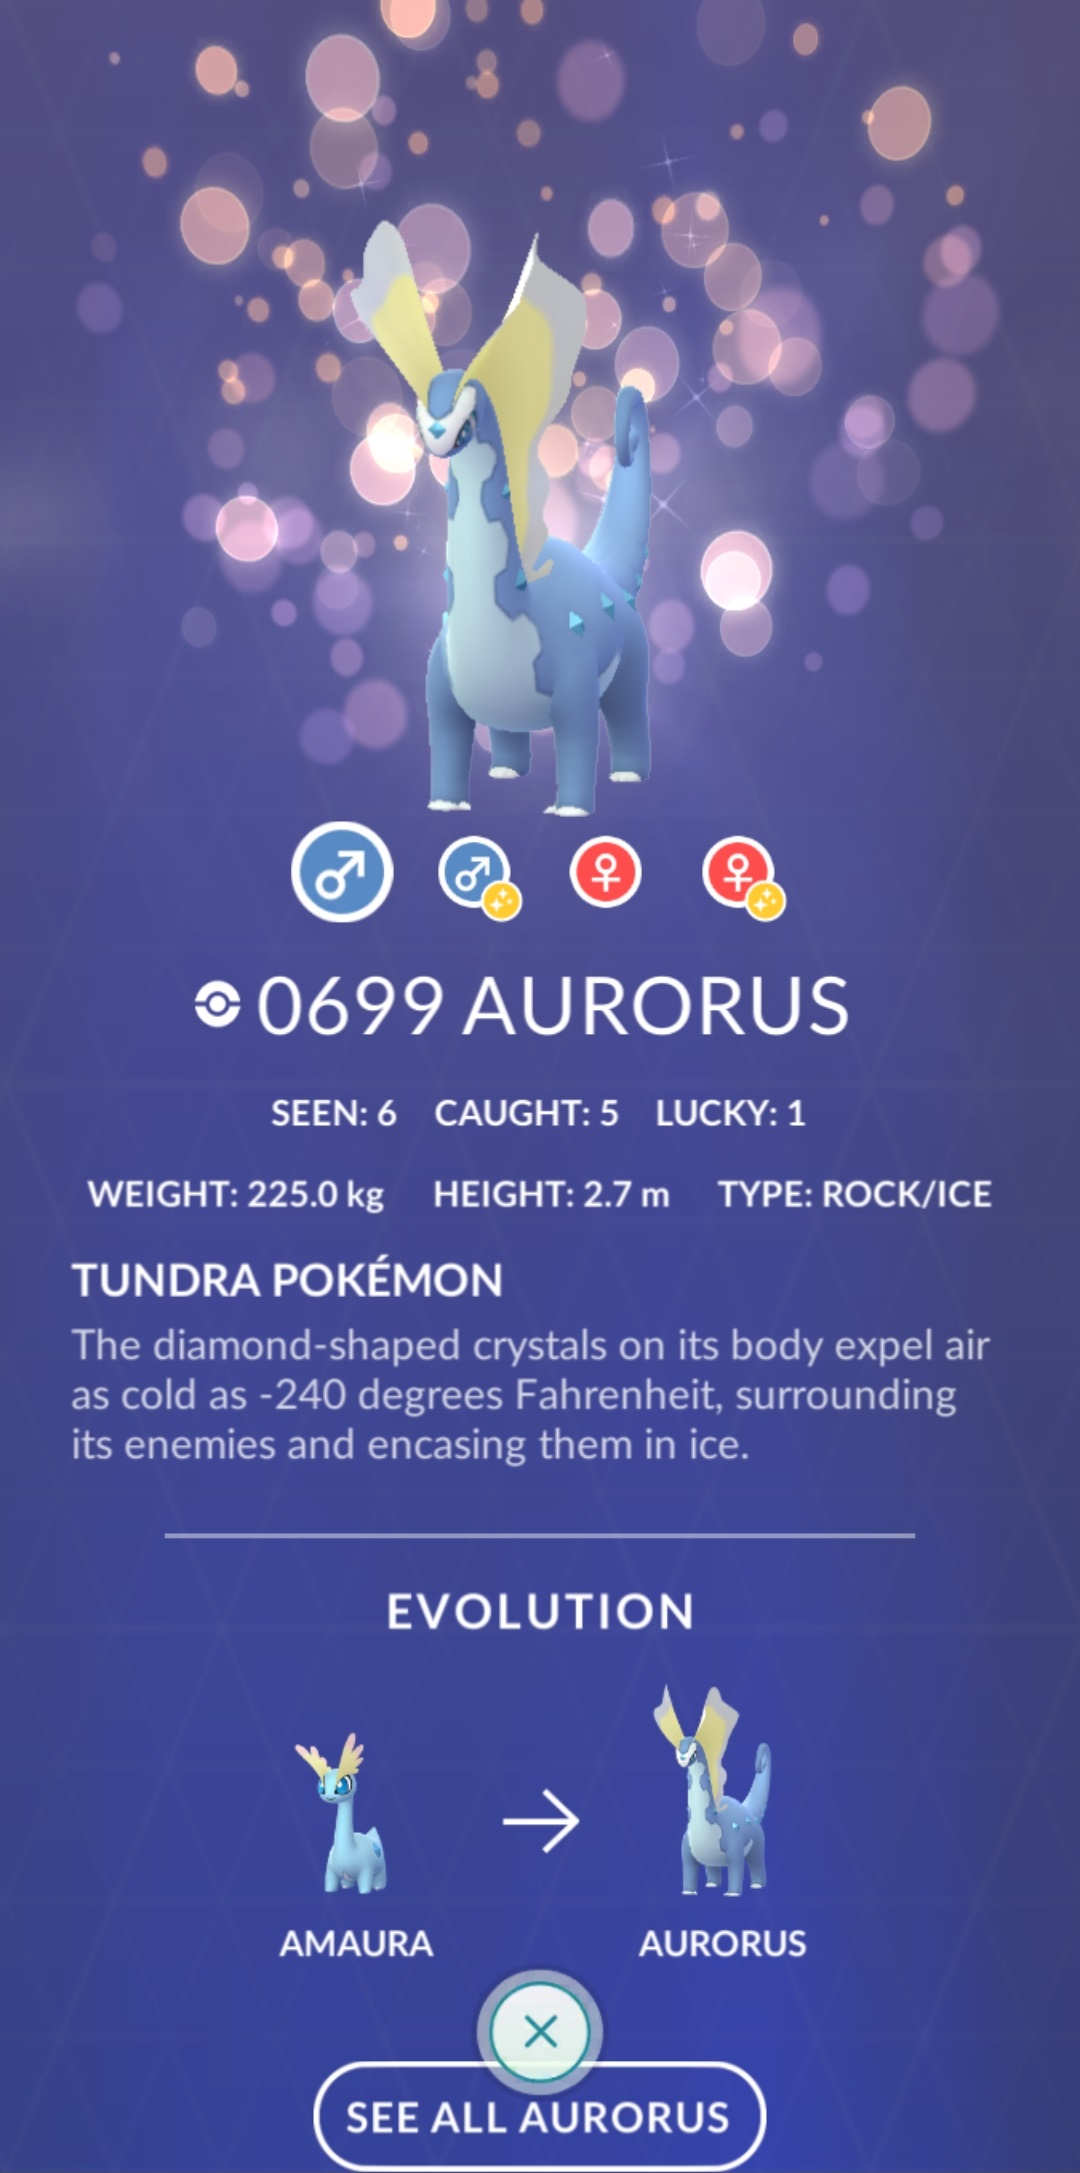 0699 AURORUS
SEEN: 6 CAUGHT: 5 LUCKY: 1
WEIGHT: 225.0 kg HEIGHT: 2.7 m TYPE: ROCK/ICE
TUNDRA POKÉMON
The diamond-shaped crystals on its body expel air
as cold as -240 degrees Fahrenheit, surrounding
its enemies and encasing them in ice.
EVOLUTION
AMAURA AURORUS
SEE ALL AURORUS